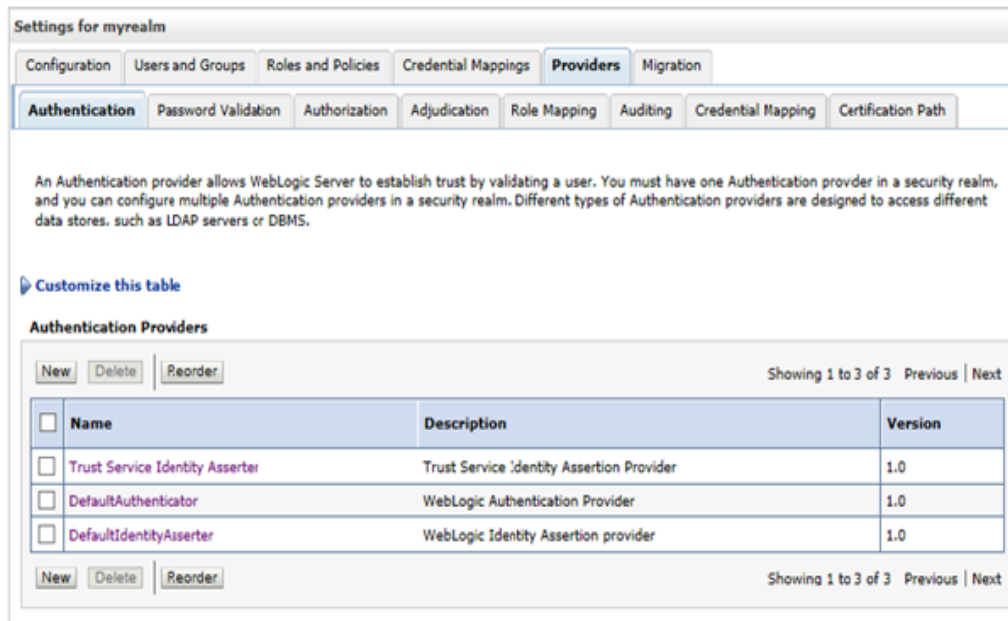 Settings for myrealm
Configuration Users and Groups Roles and Policies Credential Mappings Providers Migration
Authentication Password Validation Authorization Adjudication Role Mapping Auditing Credential Mapping Certification Path
An Authentication provider allows WebLogic Server to establish trust by validating a user. You must have one Authentication provder in a security realm,
and you can configure multiple Authentication providers in a security realm. Different types of Authentication providers are designed to access different
data stores, such as LDAP servers or DBMS.
Customize this table
Authentication Providers
New Delete Reorder Showing 1 to 3 of 3 Previous | Next
Name Description Version
Trust Service Identity Asserter Trust Service Identity Assertion Provider 1.0
DefaultAuthenticator WebLogic Authentication Provider 1.0
DefaultIdentityAsserter WebLogic Identity Assertion provider 1.0
New Delete Reorder Showing 1 to 3 of 3 Previous | Next